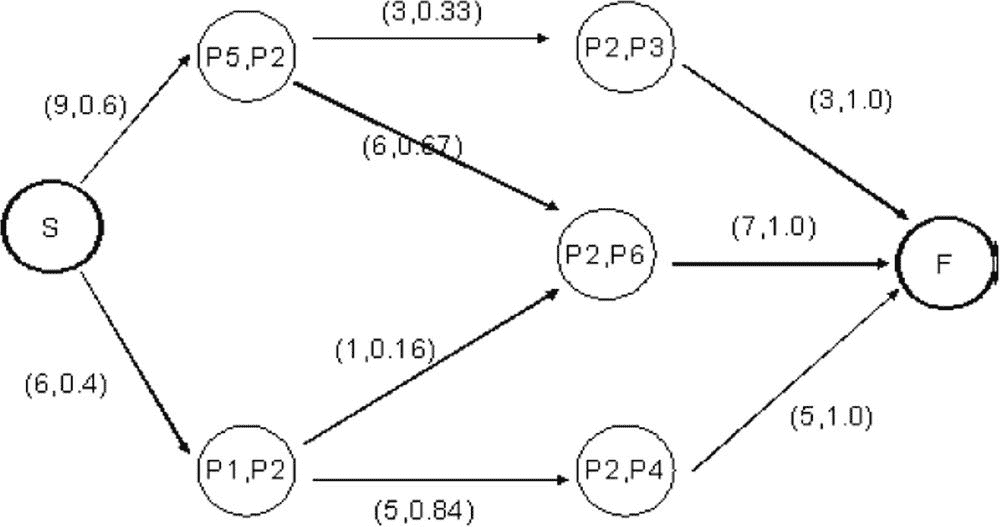 (3,0.33)
P5,P2
P2,P3
(9,0.6)
(3,1.0)
(6,0.67)
S
(7,1.0)
P2,P6
F
(1,0.16)
(6,0.4)
(5,1.0)
P1,P2
P2,P4
(5,0.84)